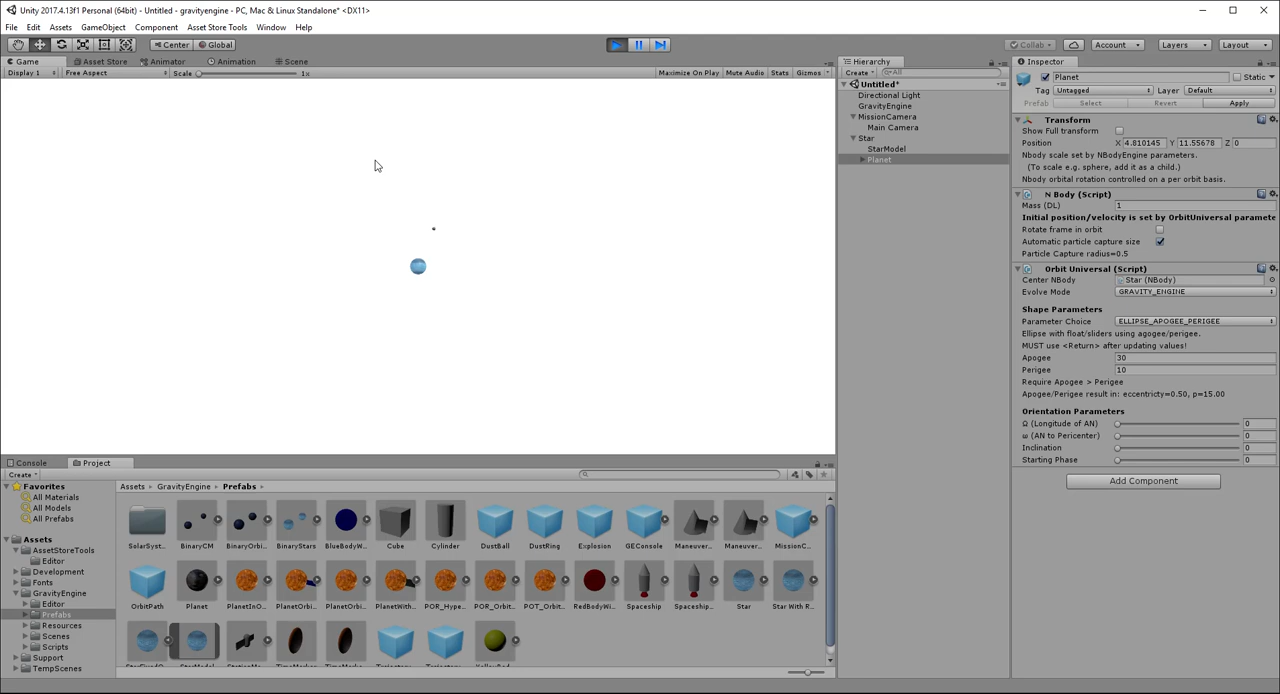 Unity 2017.4.13f1 Personal (64bit) - Untitled - gravityengine - PC, Mac & Linux Standalone* <DX11>
File Edit Assets GameObject Component Asset Store Tools Window Help
Center Global Collab Account Layers Layout
Game Asset Store Animator Animation Scene
Display 1 Free Aspect Scale 1x Maximize On Play Mute Audio Stats Gizmos
Hierarchy
Create All
Untitled*
Directional Light
GravityEngine
MissionCamera
Main Camera
Star
StarModel
Planet
Inspector
Planet Static
Tag Untagged Layer Default
Prefab Select Revert Apply
Transform
Show Full transform
Position X 4.810145 Y 11.55678 Z 0
Nbody scale set by NBodyEngine parameters.
(To scale e.g. sphere, add it as a child.)
Nbody orbital rotation controlled on a per orbit basis.
N Body (Script)
Mass (DL) 1
Initial position/velocity is set by OrbitUniversal paramete
Rotate frame in orbit
Automatic particle capture size
Particle Capture radius=0.5
Orbit Universal (Script)
Center NBody Star (NBody)
Evolve Mode GRAVITY_ENGINE
Shape Parameters
Parameter Choice ELLIPSE_APOGEE_PERIGEE
Ellipse with float/sliders using agogee/perigee.
MUST use <Return> after updating values!
Apogee 30
Perigee 10
Require Apogee > Perigee
Apogee/Perigee result in: eccentricty=0.50, p=15.00
Orientation Parameters
Ω (Longitude of AN) 0
ω (AN to Pericenter) 0
Inclination 0
Starting Phase 0
Add Component
Console Project
Create
Favorites
All Materials
All Models
All Prefabs
Assets
AssetStoreTools
Editor
Development
Fonts
GravityEngine
Editor
Prefabs
Resources
Scenes
Scripts
Support
TempScenes
Assets GravityEngine Prefabs
SolarSyst... BinaryCM BinaryOrbi... BinaryStars BlueBodyW... Cube Cylinder DustBall DustRing Explosion GEConsole Maneuver... Maneuver... MissionC...
OrbitPath Planet PlanetInO... PlanetOrbi... PlanetOrbi... PlanetWith... POR_Hype... POR_Orbit... POT_Orbit... RedBodyWi... Spaceship Spaceship... Star Star With R...
StarModel StationMo... TimeMarker TimeMarke... Trajectory Trajectory